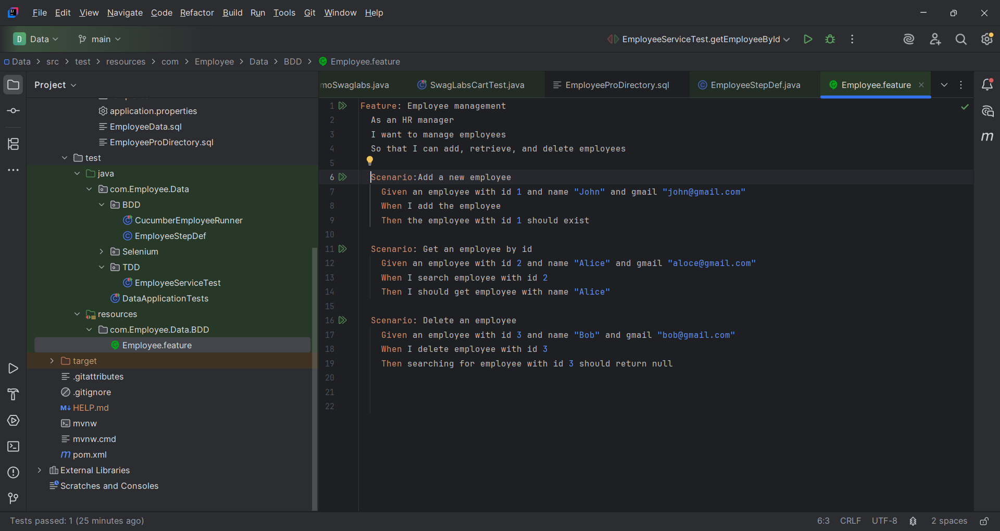 File Edit View Navigate Code Refactor Build Run Tools Git Window Help
D Data main EmployeeServiceTest.getEmployeeById
Data > src > test > resources > com > Employee > Data > BDD > Employee.feature
Project
moSwaglabs.java SwagLabsCartTest.java EmployeeProDirectory.sql EmployeeStepDef.java Employee.feature
application.properties
EmployeeData.sql
EmployeeProDirectory.sql
test
java
com.Employee.Data
BDD
CucumberEmployeeRunner
EmployeeStepDef
Selenium
TDD
EmployeeServiceTest
DataApplicationTests
resources
com.Employee.Data.BDD
Employee.feature
target
.gitattributes
.gitignore
M↓ HELP.md
mvnw
mvnw.cmd
m pom.xml
External Libraries
Scratches and Consoles
1 Feature: Employee management
2 As an HR manager
3 I want to manage employees
4 So that I can add, retrieve, and delete employees
5
6 Scenario:Add a new employee
7 Given an employee with id 1 and name "John" and gmail "john@gmail.com"
8 When I add the employee
9 Then the employee with id 1 should exist
10
11 Scenario: Get an employee by id
12 Given an employee with id 2 and name "Alice" and gmail "aloce@gmail.com"
13 When I search employee with id 2
14 Then I should get employee with name "Alice"
15
16 Scenario: Delete an employee
17 Given an employee with id 3 and name "Bob" and gmail "bob@gmail.com"
18 When I delete employee with id 3
19 Then searching for employee with id 3 should return null
20
21
22
m
Tests passed: 1 (25 minutes ago) 6:3 CRLF UTF-8 2 spaces